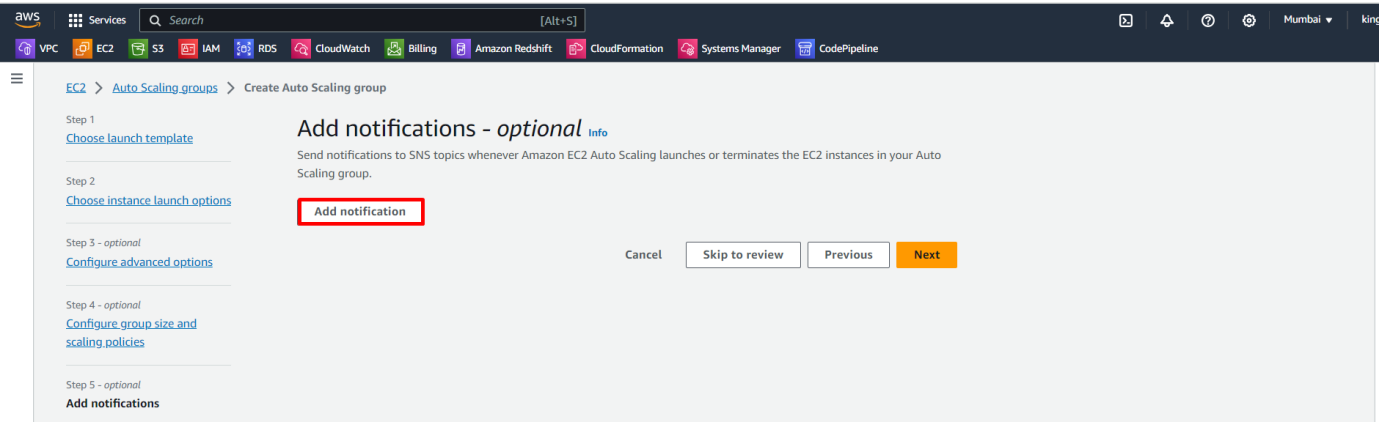 aws Services Search [Alt+S] Mumbai
VPC EC2 S3 IAM RDS CloudWatch Billing Amazon Redshift CloudFormation Systems Manager CodePipeline
EC2 > Auto Scaling groups > Create Auto Scaling group
Step 1
Choose launch template
Step 2
Choose instance launch options
Step 3 - optional
Configure advanced options
Step 4 - optional
Configure group size and
scaling policies
Step 5 - optional
Add notifications
Add notifications - optional Info
Send notifications to SNS topics whenever Amazon EC2 Auto Scaling launches or terminates the EC2 instances in your Auto
Scaling group.
Add notification
Cancel Skip to review Previous Next